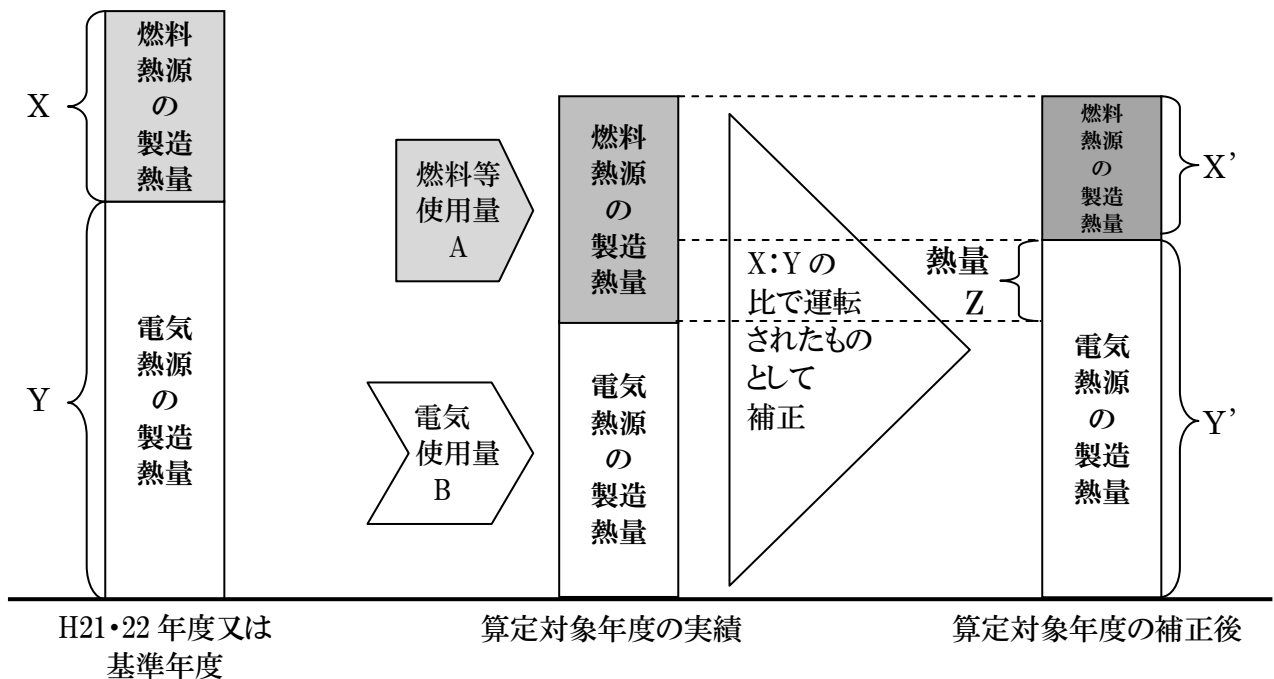 燃料
熱源
の
製造
熱量
X
電気
熱源
の
製造
熱量
Y
H21・22 年度又は
基準年度
燃料等
使用量
A
電気
使用量
B
燃料
熱源
の
製造
熱量
電気
熱源
の
製造
熱量
算定対象年度の実績
X:Y の
比で運転
されたもの
として
補正
熱量
Z
燃料
熱源
の
製造
熱量
X’
電気
熱源
の
製造
熱量
Y’
算定対象年度の補正後